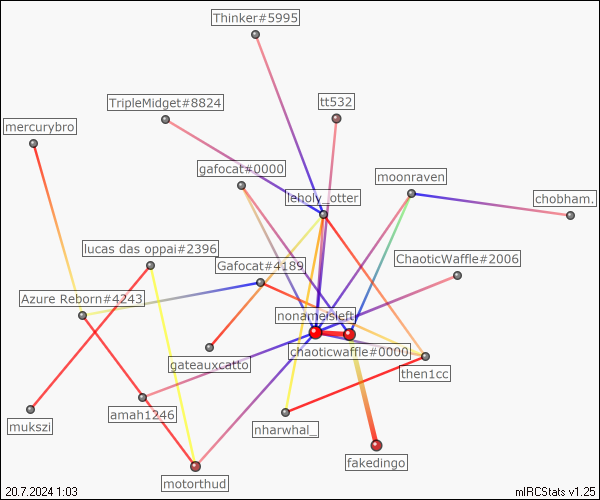 Thinker#5995
TripleMidget#8824
tt532
mercurybro
gafocat#0000
moonraven
leholy_otter
chobham.
lucas das oppai#2396
Gafocat#4189
ChaoticWaffle#2006
Azure Reborn#4243
nonameisleft
chaoticwaffle#0000
gateauxcatto
then1cc
amah1246
mukszi
nharwhal_
fakedingo
motorthud
20.7.2024 1:03
mIRCStats v1.25